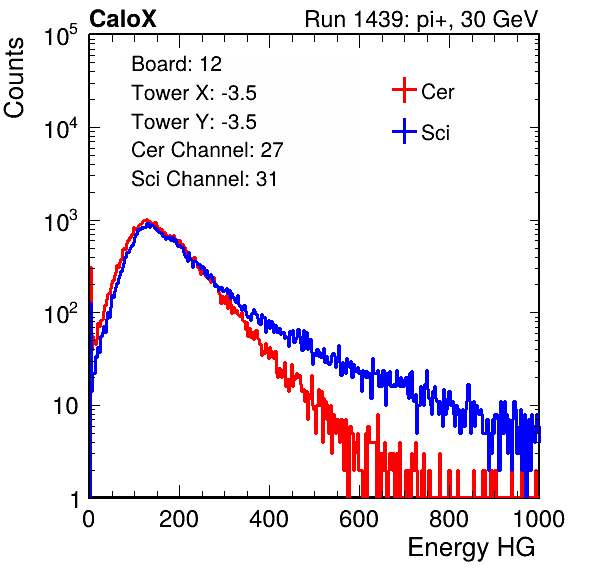 CaloX Run 1439: pi+, 30 GeV
Counts
Board: 12
Tower X: -3.5
Tower Y: -3.5
Cer Channel: 27
Sci Channel: 31
Cer
Sci
10^5
10^4
10^3
10^2
10
1
0 200 400 600 800 1000
Energy HG